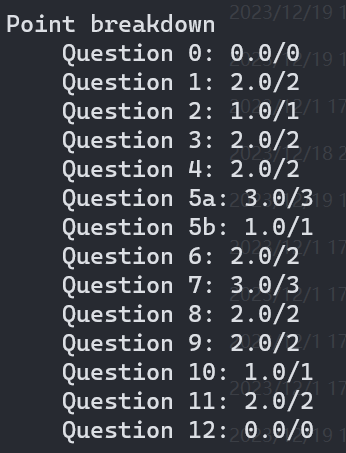 Point breakdown
Question 0: 0.0/0
Question 1: 2.0/2
Question 2: 1.0/1
Question 3: 2.0/2
Question 4: 2.0/2
Question 5a: 3.0/3
Question 5b: 1.0/1
Question 6: 2.0/2
Question 7: 3.0/3
Question 8: 2.0/2
Question 9: 2.0/2
Question 10: 1.0/1
Question 11: 2.0/2
Question 12: 0.0/0